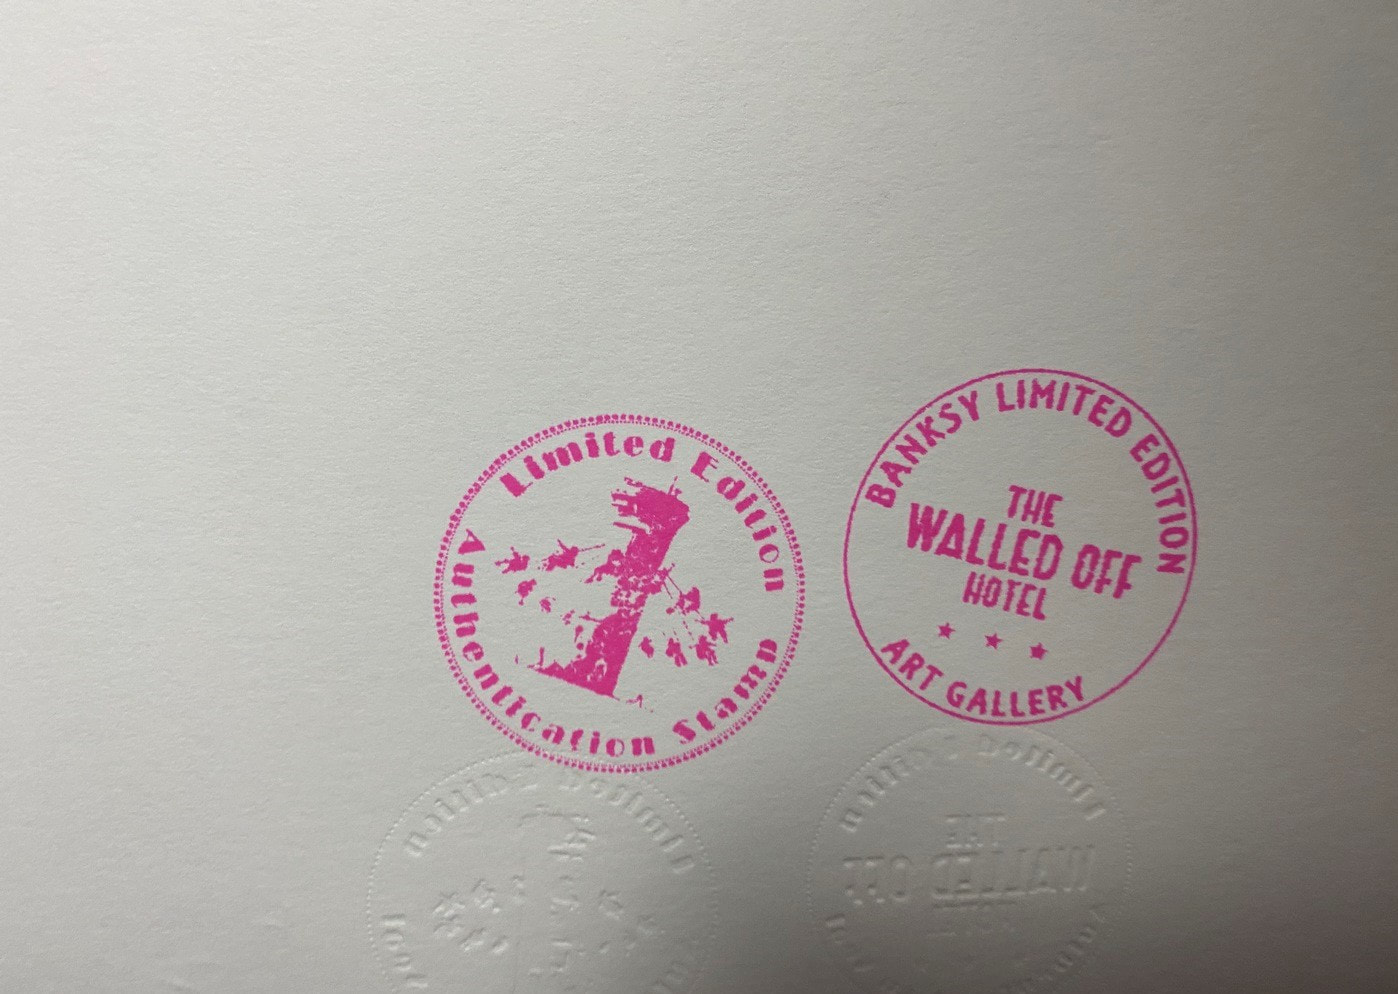 Limited Edition
Authentication Stamp
BANKSY LIMITED EDITION
THE
WALLED OFF
HOTEL
ART GALLERY